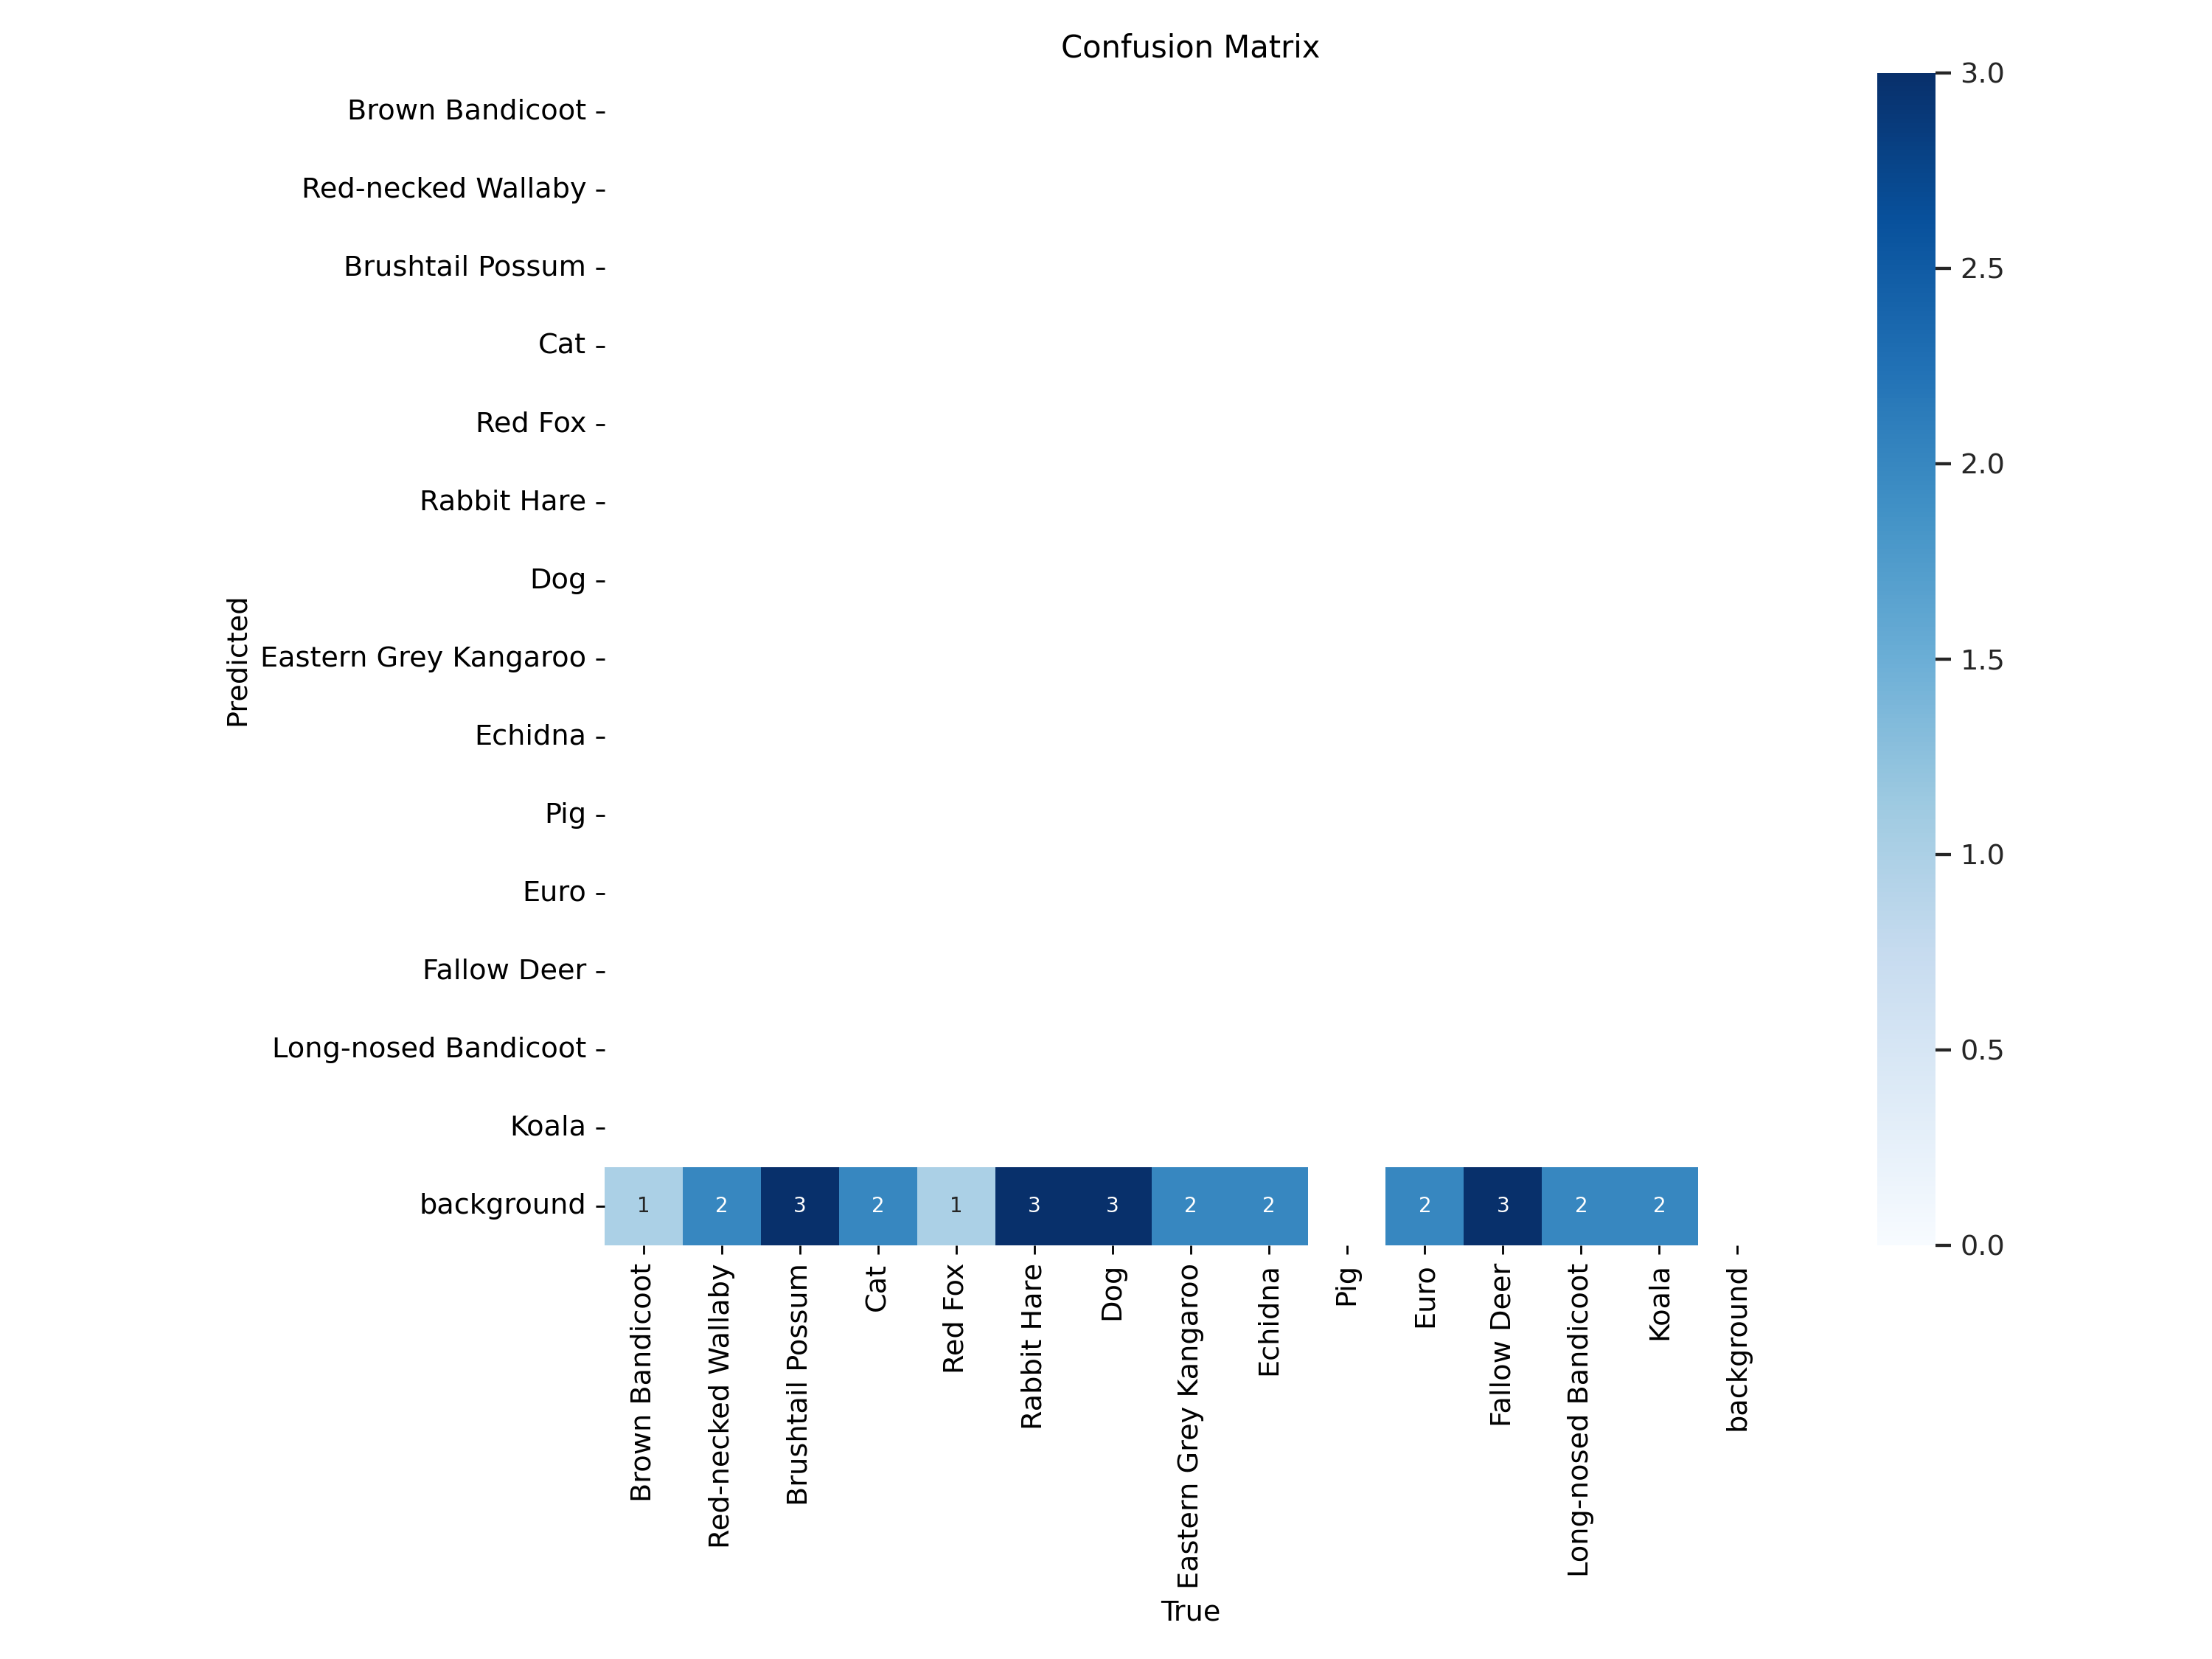 Confusion Matrix
Predicted
Brown Bandicoot
Red-necked Wallaby
Brushtail Possum
Cat
Red Fox
Rabbit Hare
Dog
Eastern Grey Kangaroo
Echidna
Pig
Euro
Fallow Deer
Long-nosed Bandicoot
Koala
background
1 2 3 2 1 3 3 2 2 2 3 2 2
Brown Bandicoot
Red-necked Wallaby
Brushtail Possum
Cat
Red Fox
Rabbit Hare
Dog
Eastern Grey Kangaroo
Echidna
Pig
Euro
Fallow Deer
Long-nosed Bandicoot
Koala
background
True
3.0
2.5
2.0
1.5
1.0
0.5
0.0